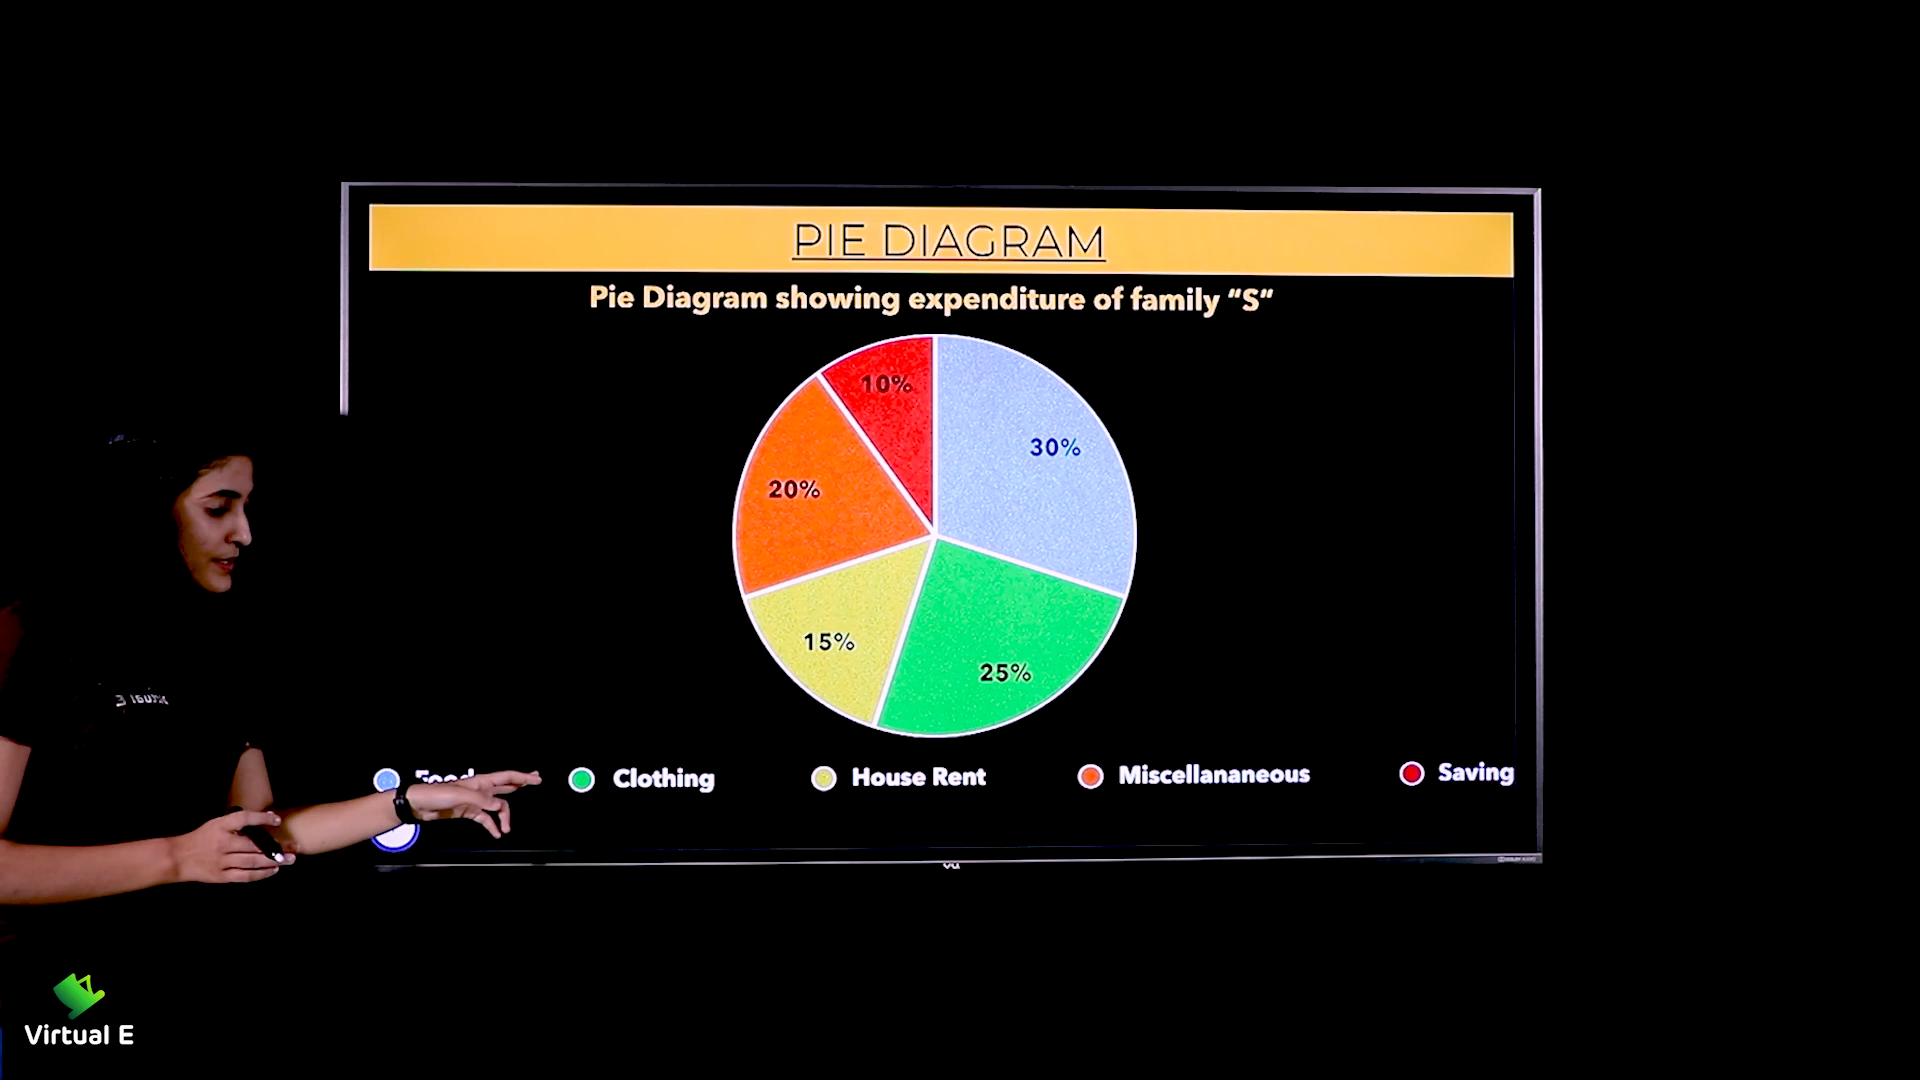 PIE DIAGRAM
Pie Diagram showing expenditure of family “S”
10%
30%
20%
15%
25%
Food
Clothing
House Rent
Miscellananeous
Saving
Virtual E